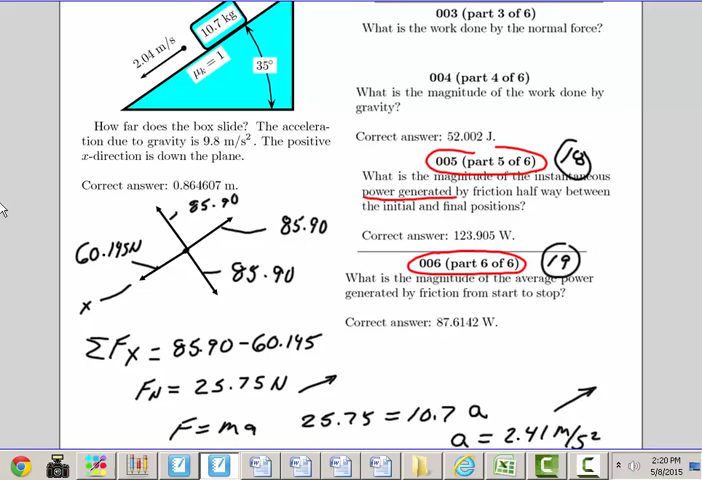 10.7 kg
2.04 m/s
μk = 1
35°
How far does the box slide? The accelera-
tion due to gravity is 9.8 m/s². The positive
x-direction is down the plane.
Correct answer: 0.864607 m.
85.90
85.90
60.145N
85.90
x
ΣFx = 85.90-60.145
FN = 25.75N
F=ma
003 (part 3 of 6)
What is the work done by the normal force?
004 (part 4 of 6)
What is the magnitude of the work done by
gravity?
Correct answer: 52.002 J.
005 (part 5 of 6)
18
What is the magnitude of the instantaneous
power generated by friction half way between
the initial and final positions?
Correct answer: 123.905 W.
006 (part 6 of 6)
19
What is the magnitude of the average power
generated by friction from start to stop?
Correct answer: 87.6142 W.
25.75 = 10.7 a
a = 2.41 m/s²
2:20 PM
5/8/2015